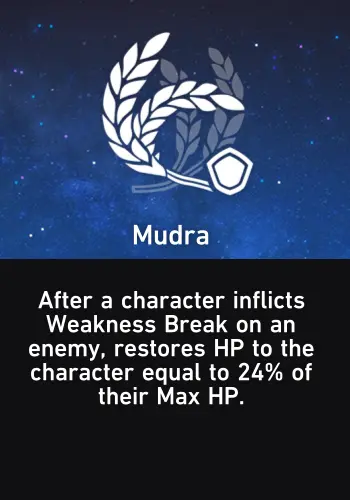 Mudra
After a character inflicts
Weakness Break on an
enemy, restores HP to the
character equal to 24% of
their Max HP.